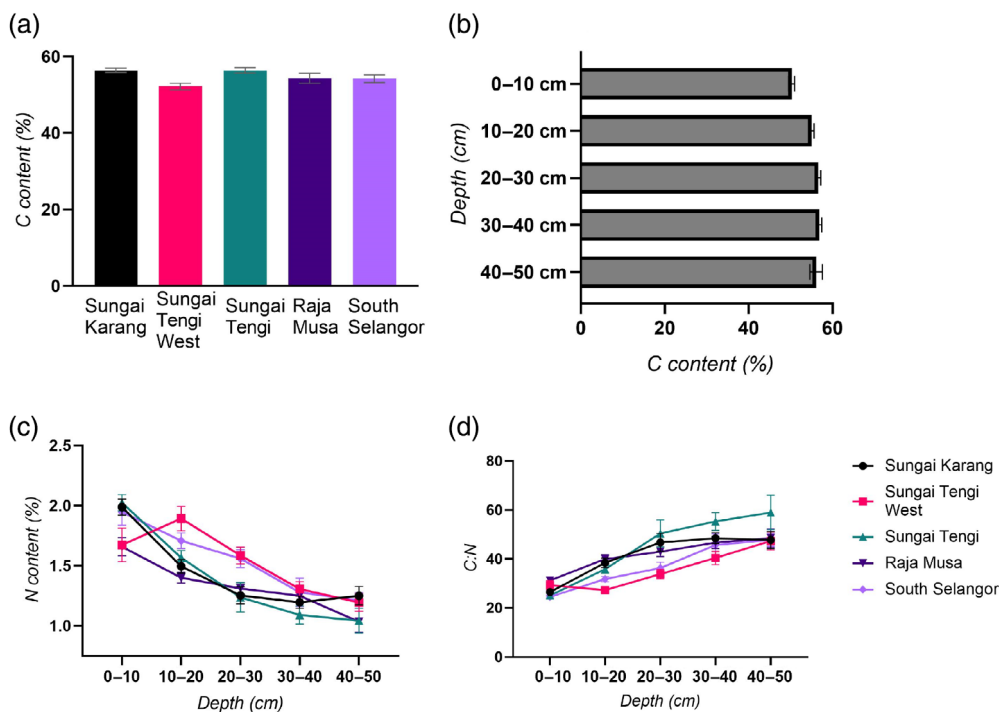 (a)
C content (%)
60
40
20
0
Sungai
Karang
Sungai
Tengi
West
Sungai
Tengi
Raja
Musa
South
Selangor
(b)
Depth (cm)
0–10 cm
10–20 cm
20–30 cm
30–40 cm
40–50 cm
0 20 40 60
C content (%)
(c)
N content (%)
2.5
2.0
1.5
1.0
0–10 10–20 20–30 30–40 40–50
Depth (cm)
(d)
C:N
80
60
40
20
0
0–10 10–20 20–30 30–40 40–50
Depth (cm)
Sungai Karang
Sungai Tengi
West
Sungai Tengi
Raja Musa
South Selangor